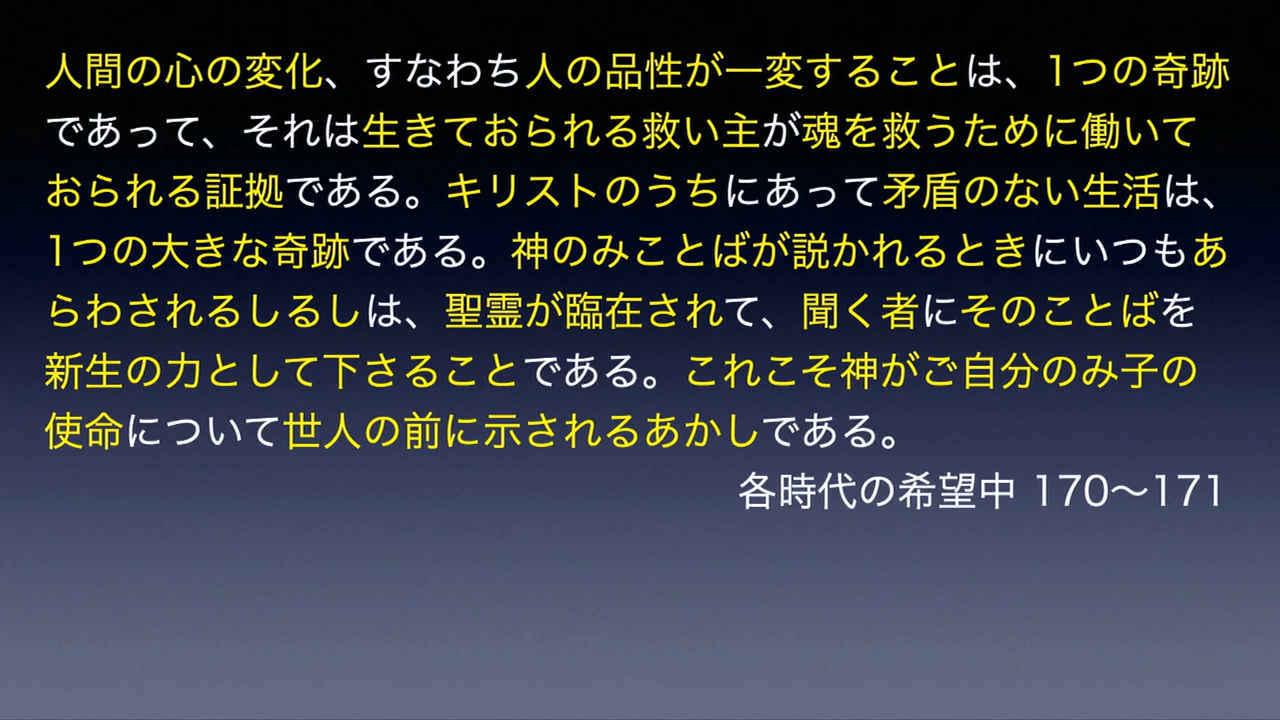 人間の心の変化、すなわち人の品性が一変することは、1つの奇跡
であって、それは生きておられる救い主が魂を救うために働いて
おられる証拠である。キリストのうちにあって矛盾のない生活は、
1つの大きな奇跡である。神のみことばが説かれるときにいつもあ
らわされるしるしは、聖霊が臨在されて、聞く者にそのことばを
新生の力として下さることである。これこそ神がご自分のみ子の
使命について世人の前に示されるあかしである。
各時代の希望中 170〜171